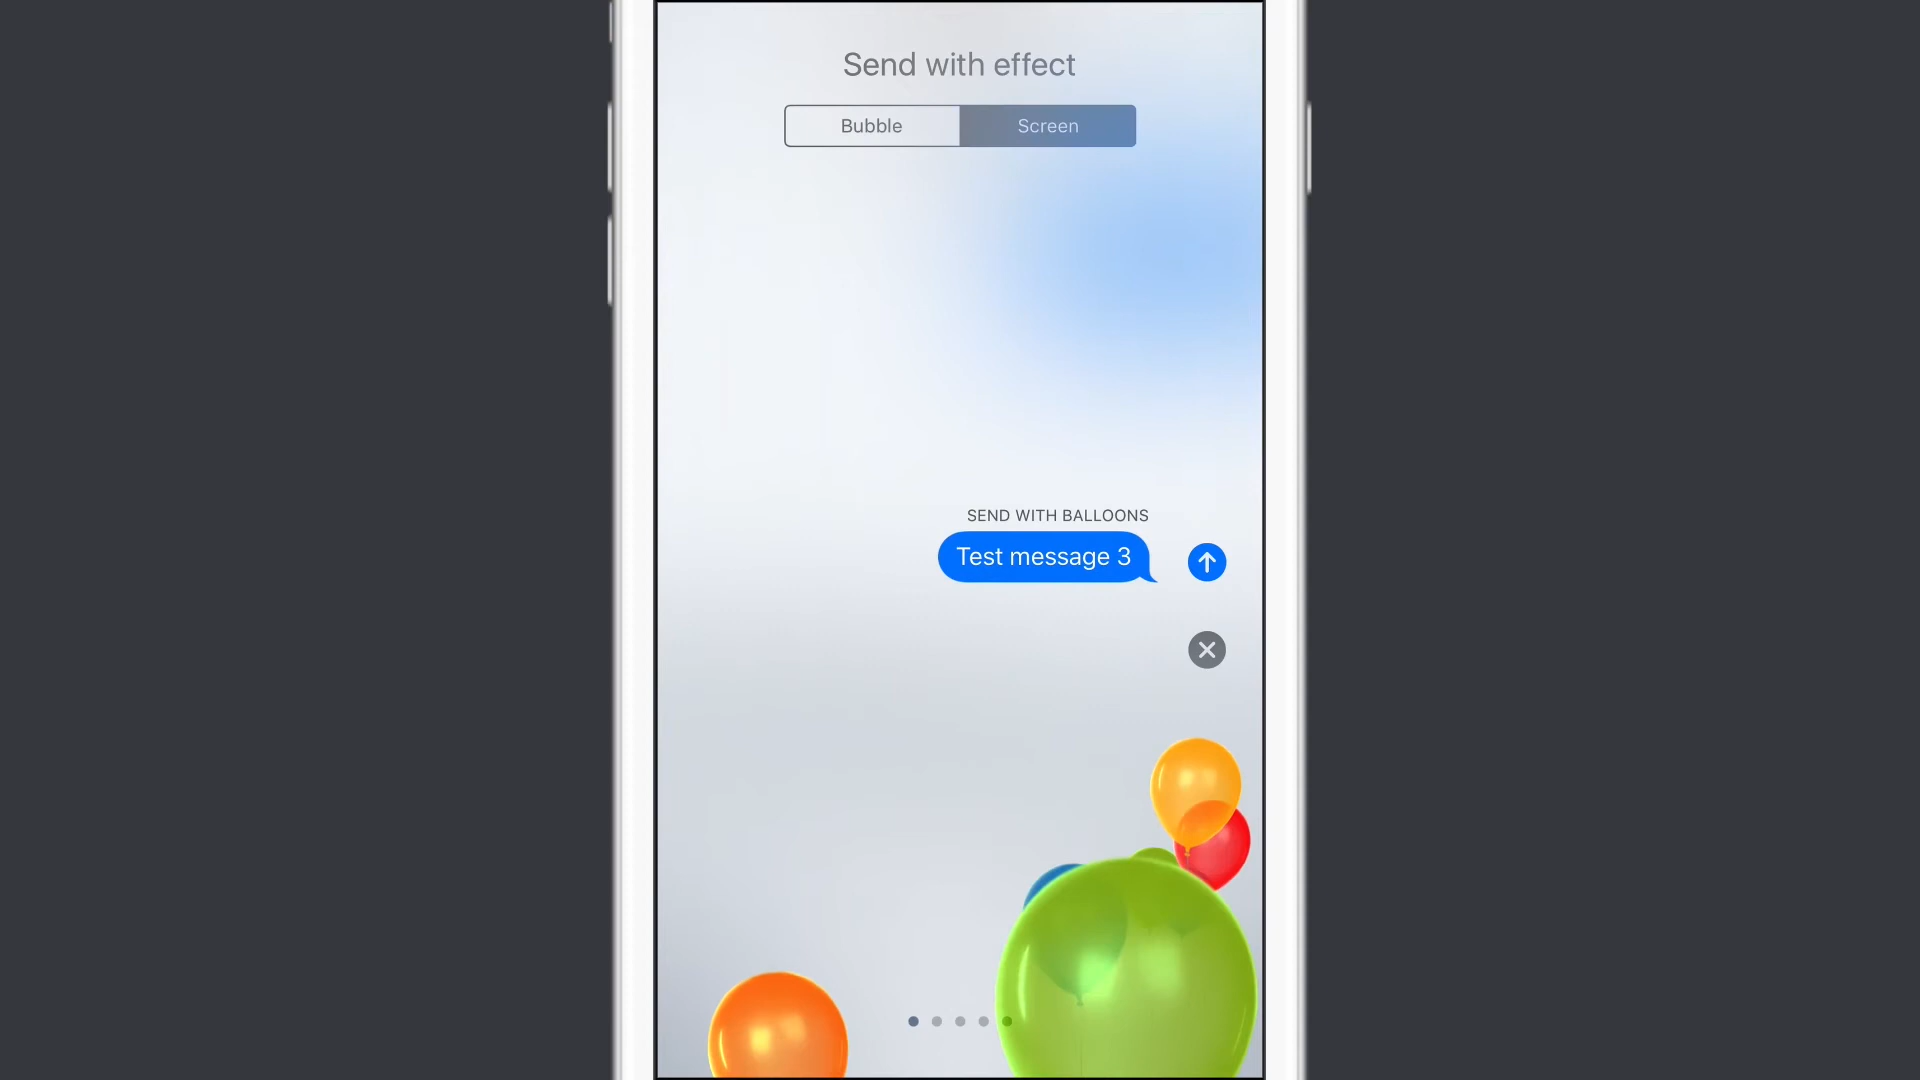 Send with effect
Bubble
Screen
SEND WITH BALLOONS
Test message 3